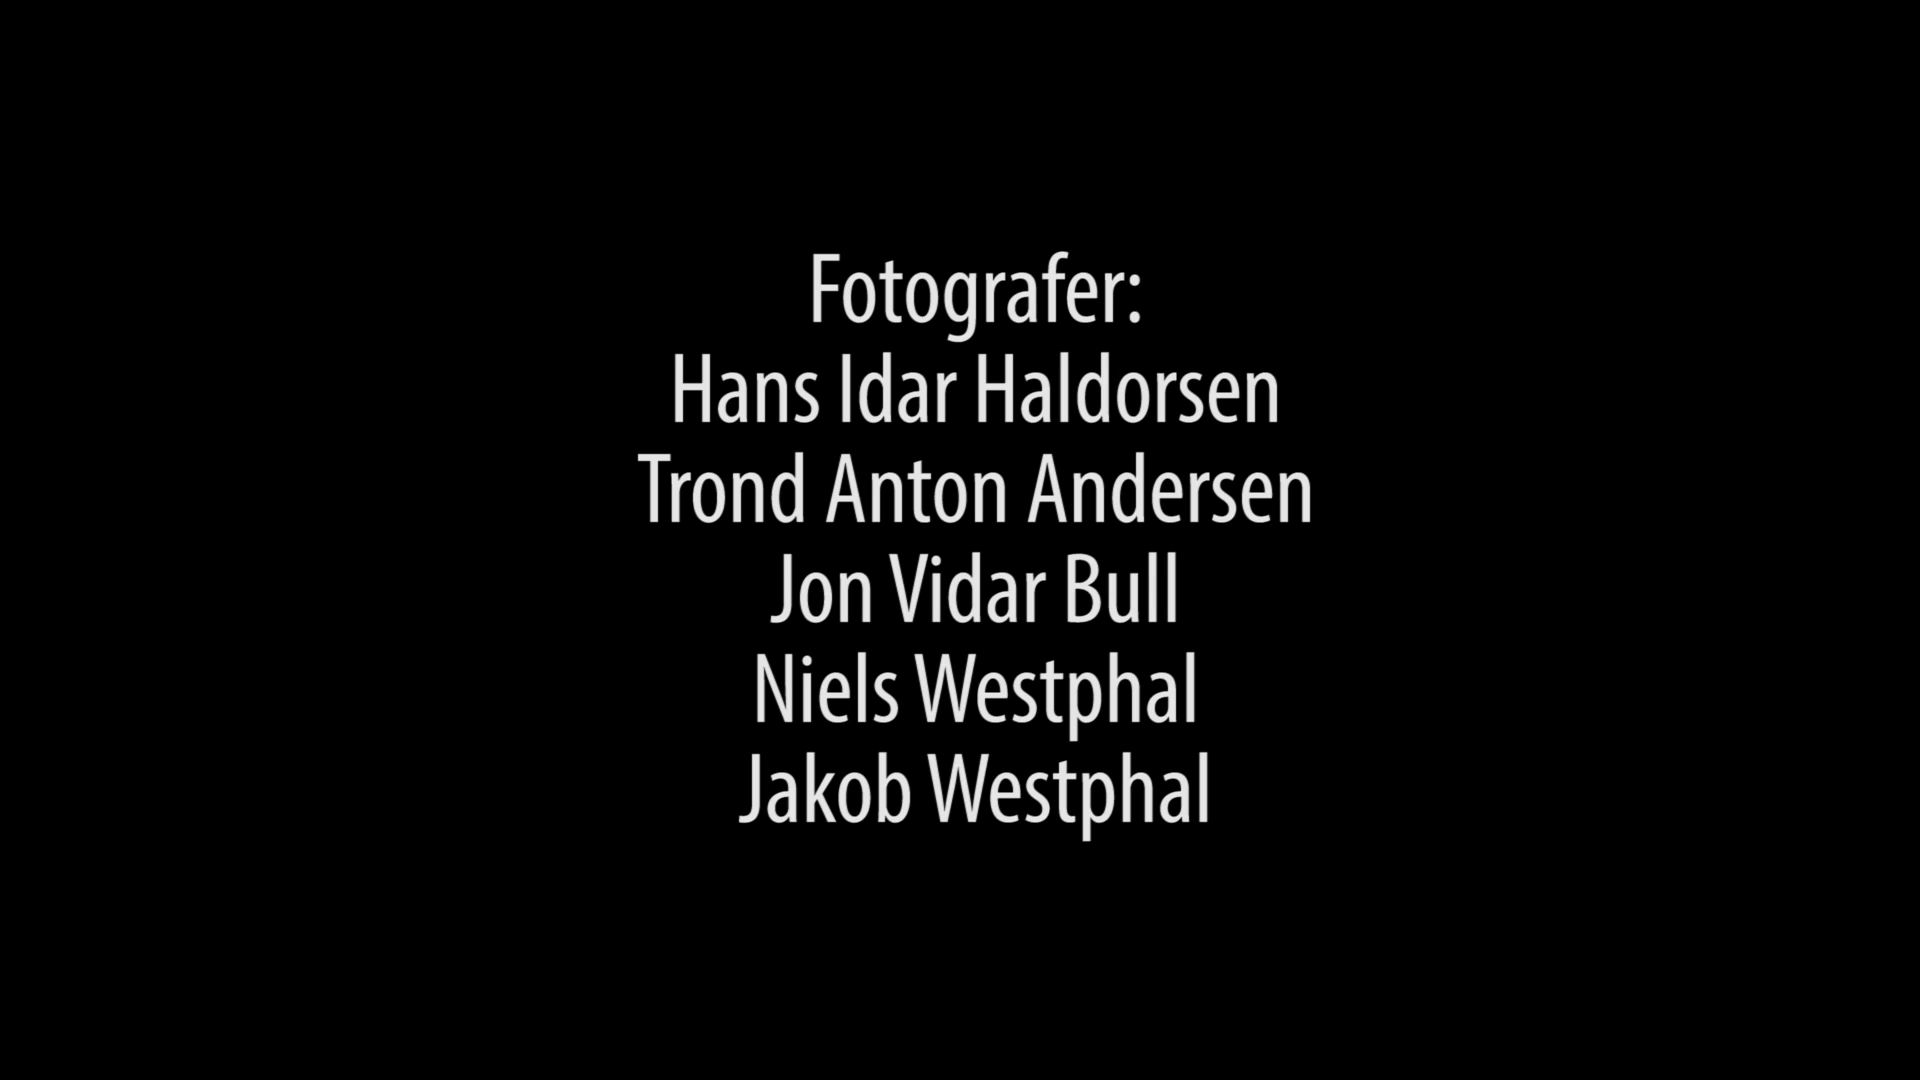 Fotografer:
Hans Idar Haldorsen
Trond Anton Andersen
Jon Vidar Bull
Niels Westphal
Jakob Westphal